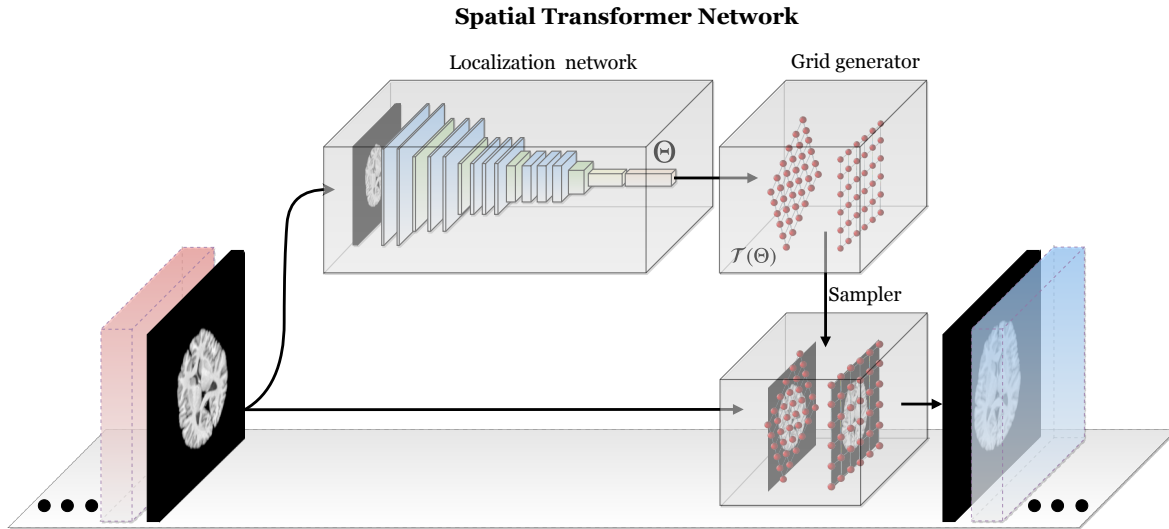 Spatial Transformer Network
Localization network
Grid generator
Θ
𝒯(Θ)
Sampler